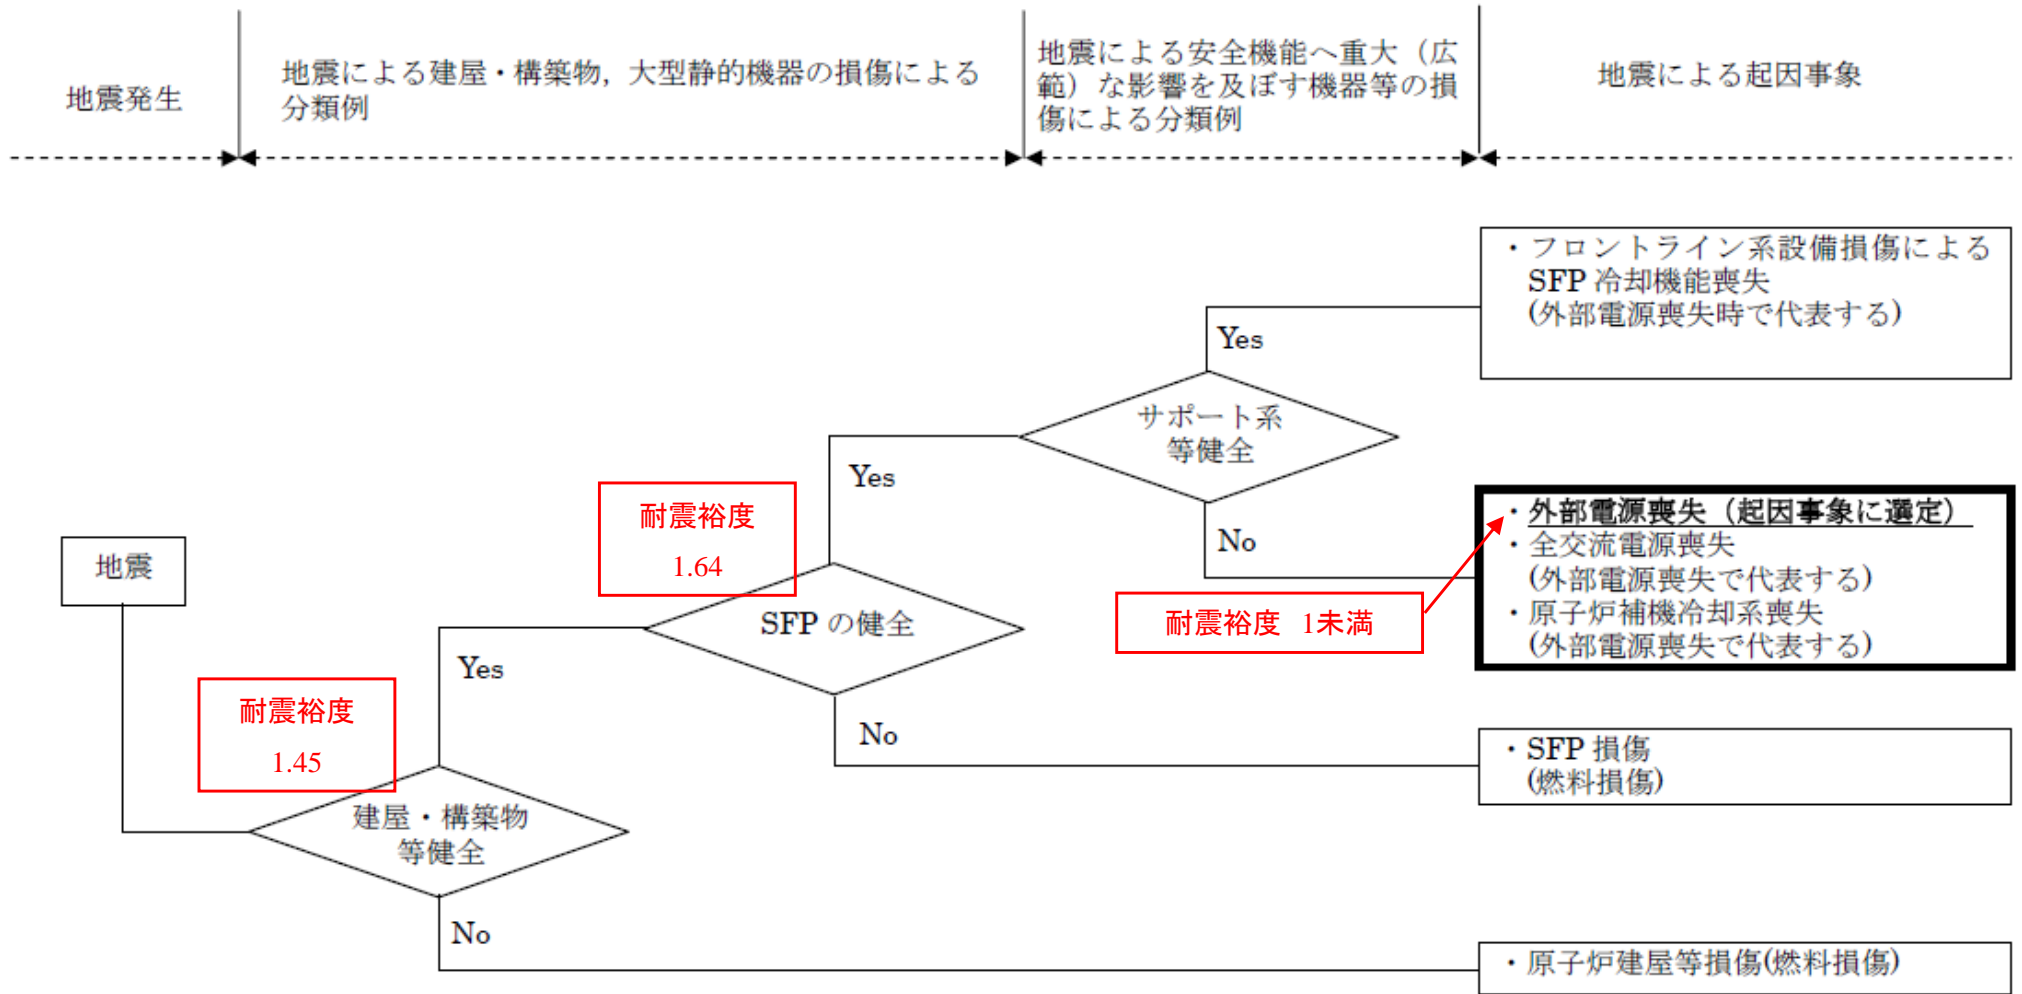 地震発生
地震による建屋・構築物，大型静的機器の損傷による
分類例
地震による安全機能へ重大（広
範）な影響を及ぼす機器等の損
傷による分類例
地震による起因事象
・フロントライン系設備損傷による
SFP 冷却機能喪失
(外部電源喪失時で代表する)
Yes
サポート系
等健全
Yes
No
耐震裕度
1.64
・外部電源喪失（起因事象に選定）
・全交流電源喪失
(外部電源喪失で代表する)
・原子炉補機冷却系喪失
(外部電源喪失で代表する)
地震
SFP の健全
耐震裕度 1未満
Yes
No
耐震裕度
1.45
・SFP 損傷
(燃料損傷)
建屋・構築物
等健全
No
・原子炉建屋等損傷(燃料損傷)